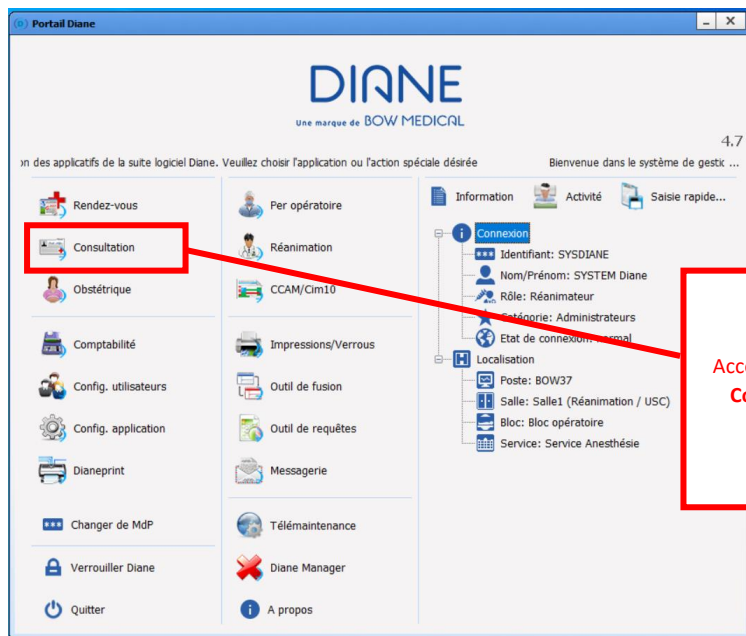 Portail Diane
DIANE
Une marque de BOW MEDICAL
4.7
des applicatifs de la suite logiciel Diane. Veuillez choisir l'application ou l'action spéciale désirée
Bienvenue dans le système de
Rendez-vous
Consultation
Obstétrique
Comptabilité
Config. utilisateurs
Config. application
Dianeprint
Changer de MdP
Verrouiller Diane
Quitter
Per opératoire
Réanimation
CCAM/Cim10
Impressions/Verrous
Outil de fusion
Outil de requêtes
Messagerie
Télémaintenance
Diane Manager
A propos
Information Activité Saisie rapide...
Connexion
Identifiant: SYSDIANE
Nom/Prénom: SYSTEM Diane
Rôle: Réanimateur
Catégorie: Administrateurs
Etat de connexion: normal
Localisation
Poste: BOW37
Salle: Salle1 (Réanimation / USC)
Bloc: Bloc opératoire
Service: Service Anesthésie